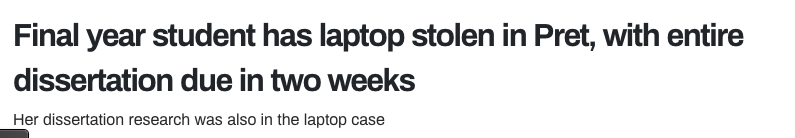 Final year student has laptop stolen in Pret, with entire
dissertation due in two weeks
Her dissertation research was also in the laptop case